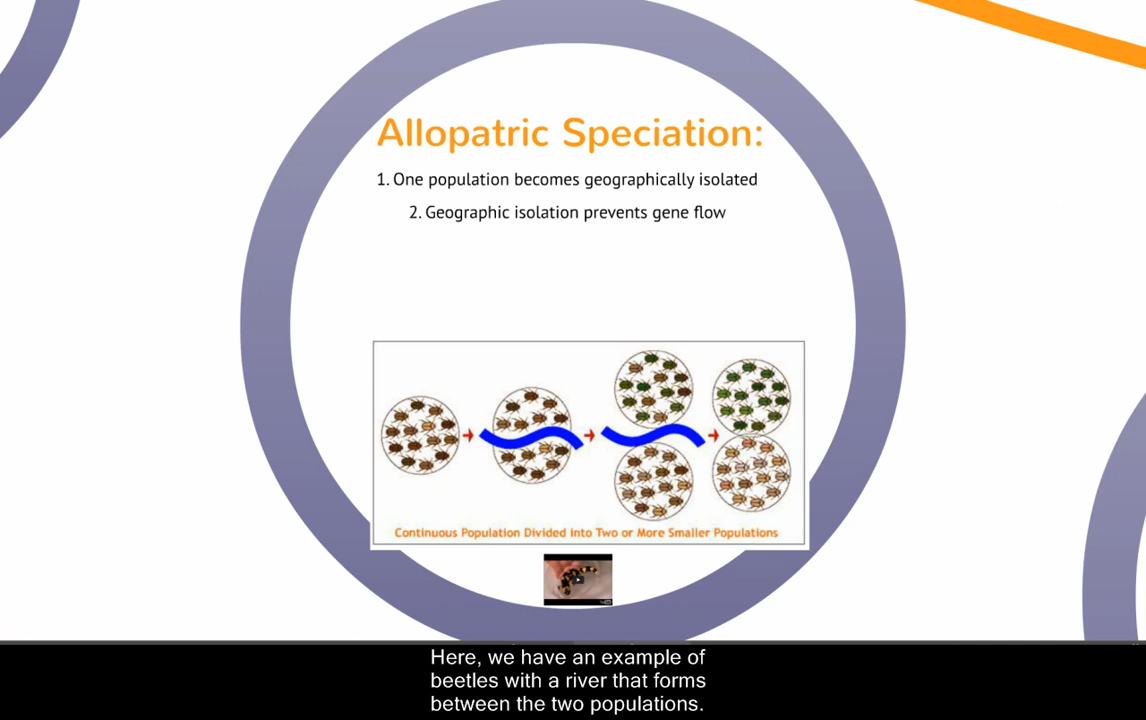 Allopatric Speciation:
1. One population becomes geographically isolated
2. Geographic isolation prevents gene flow
Continuous Population Divided into Two or More Smaller Populations
Here, we have an example of
beetles with a river that forms
between the two populations.